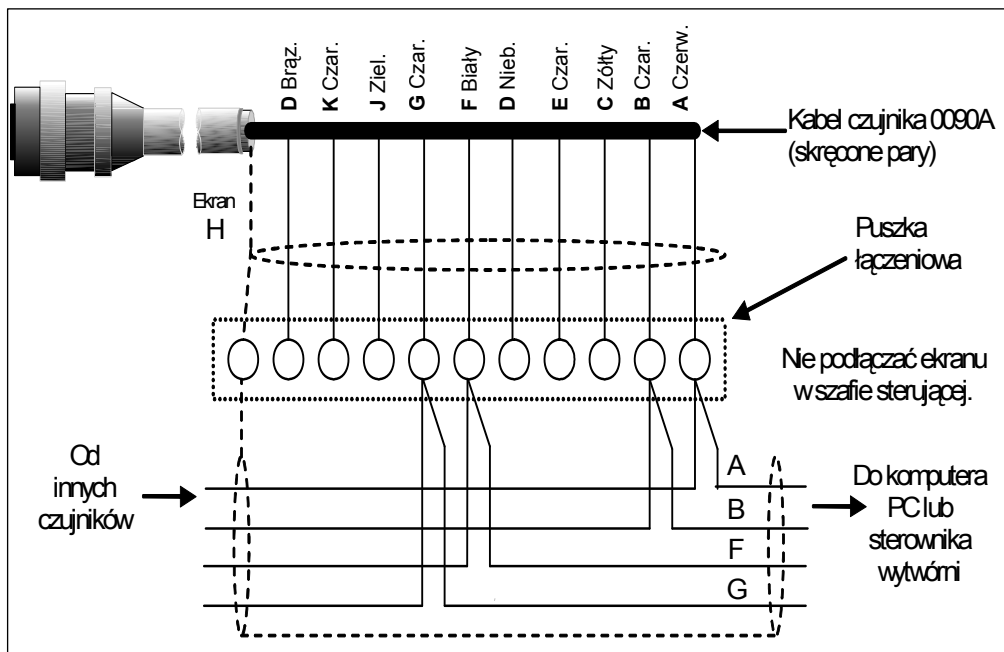 D Brąz.
K Czar.
J Ziel.
G Czar.
F Biały
D Nieb.
E Czar.
C Zółty
B Czar.
A Czerw.
Kabel czujnika 0090A
(skręcone pary)
Ekran
H
Puszka
łączeniowa
Nie podłączać ekranu
w szafie sterującej.
Od
innych
czujników
A
B
F
G
Do komputera
PC lub
sterownika
wytwórni